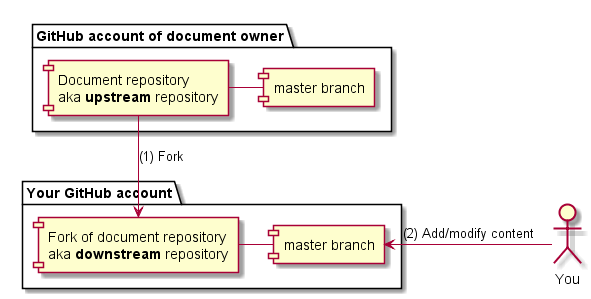 GitHub account of document owner
Document repository
aka upstream repository
master branch
(1) Fork
Your GitHub account
Fork of document repository
aka downstream repository
master branch
(2) Add/modify content
You